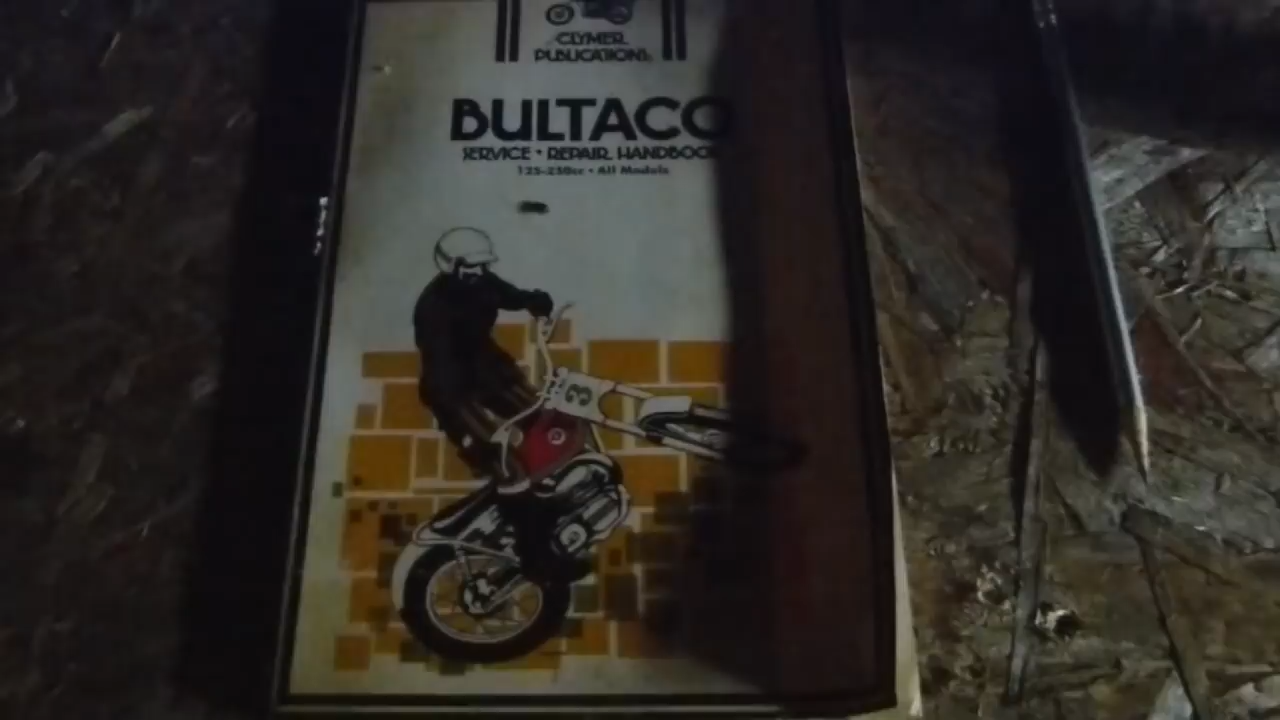 CLYMER
PUBLICATIONS
BULTACO
SERVICE • REPAIR HANDBOOK
125-250cc • All Models
3